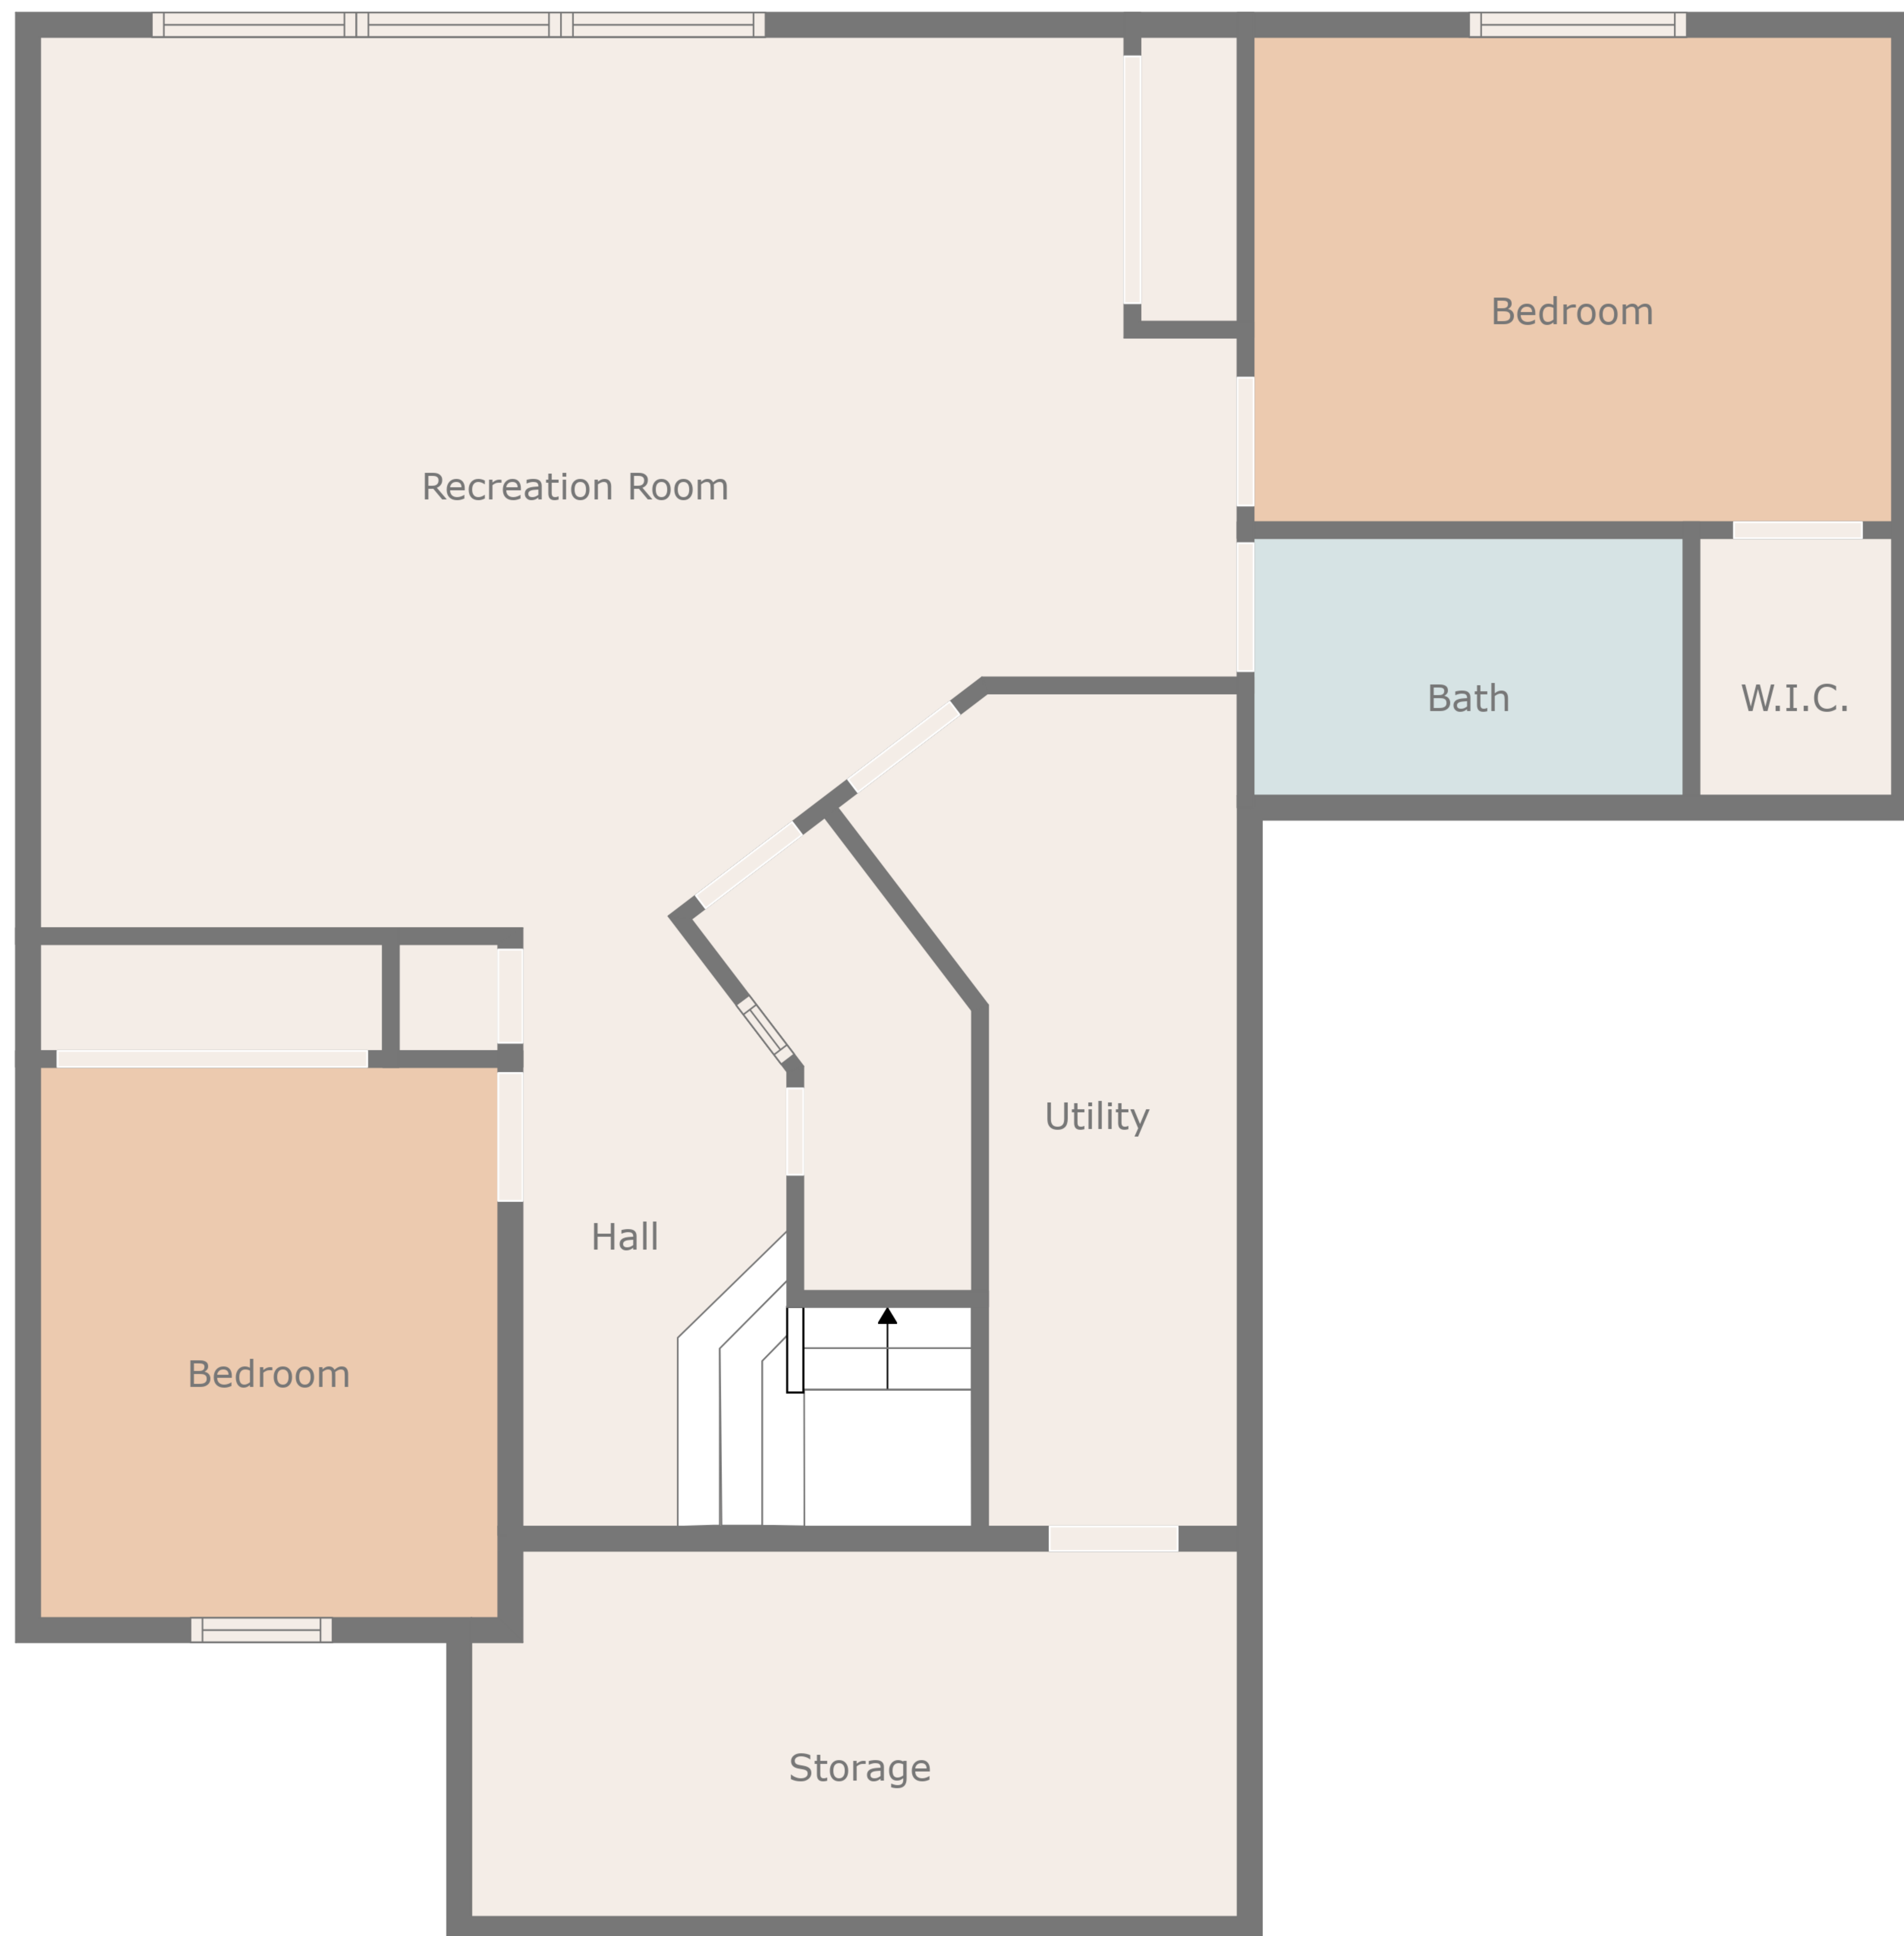 Bedroom
Recreation Room
Bath
W.I.C.
Utility
Hall
Bedroom
Storage